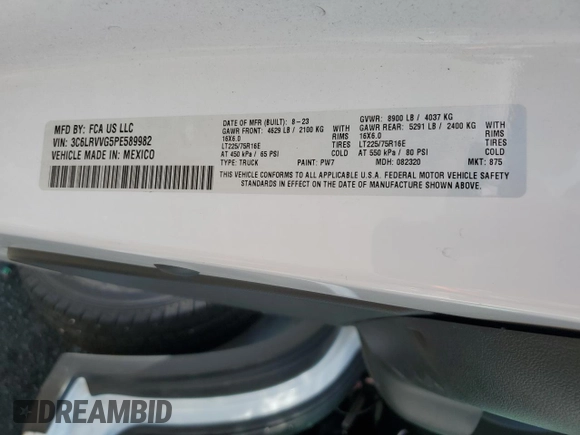 MFD BY: FCA US LLC
VIN: 3C6LRVVG5PE589982
VEHICLE MADE IN: MEXICO
DATE OF MFR (BUILT): 8-23
GAWR FRONT: 4629 LB / 2100 KG
16X6.0
WITH
RIMS
LT225/75R16E
TIRES
AT 450 kPa / 65 PSI
COLD
TYPE: TRUCK
PAINT: PW7
GVWR: 8900 LB / 4037 KG
GAWR REAR: 5291 LB / 2400 KG
16X6.0
WITH
RIMS
LT225/75R16E
TIRES
AT 550 kPa / 80 PSI
COLD
MDH: 082320
MKT: 875
THIS VEHICLE CONFORMS TO ALL APPLICABLE U.S.A. FEDERAL MOTOR VEHICLE SAFETY
STANDARDS IN EFFECT ON THE DATE OF MANUFACTURE SHOWN ABOVE.
DREAMBID